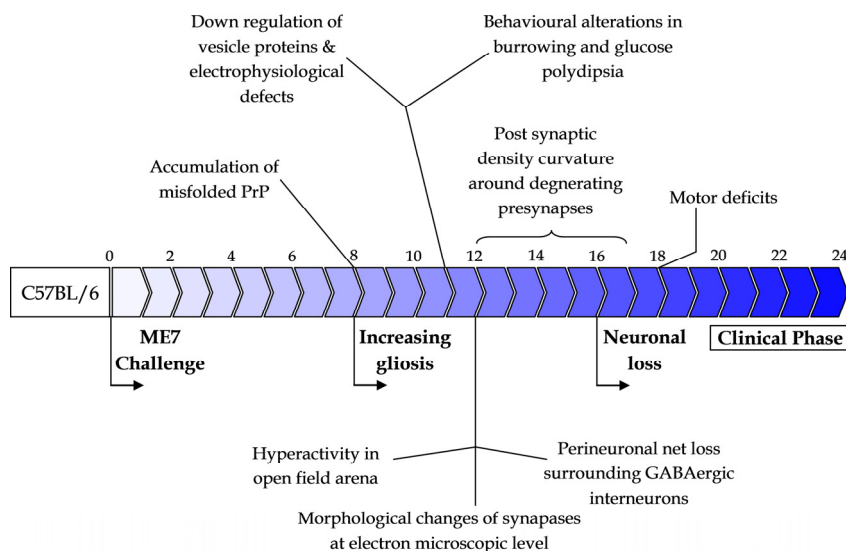 Down regulation of
vesicle proteins &
electrophysiological
defects
Behavioural alterations in
burrowing and glucose
polydipsia
Accumulation of
misfolded PrP
Post synaptic
density curvature
around degnerating
presynapses
Motor deficits
0 2 4 6 8 10 12 14 16 18 20 22 24
C57BL/6
ME7
Challenge
Increasing
gliosis
Neuronal
loss
Clinical Phase
Hyperactivity in
open field arena
Perineuronal net loss
surrounding GABAergic
interneurons
Morphological changes of synapases
at electron microscopic level